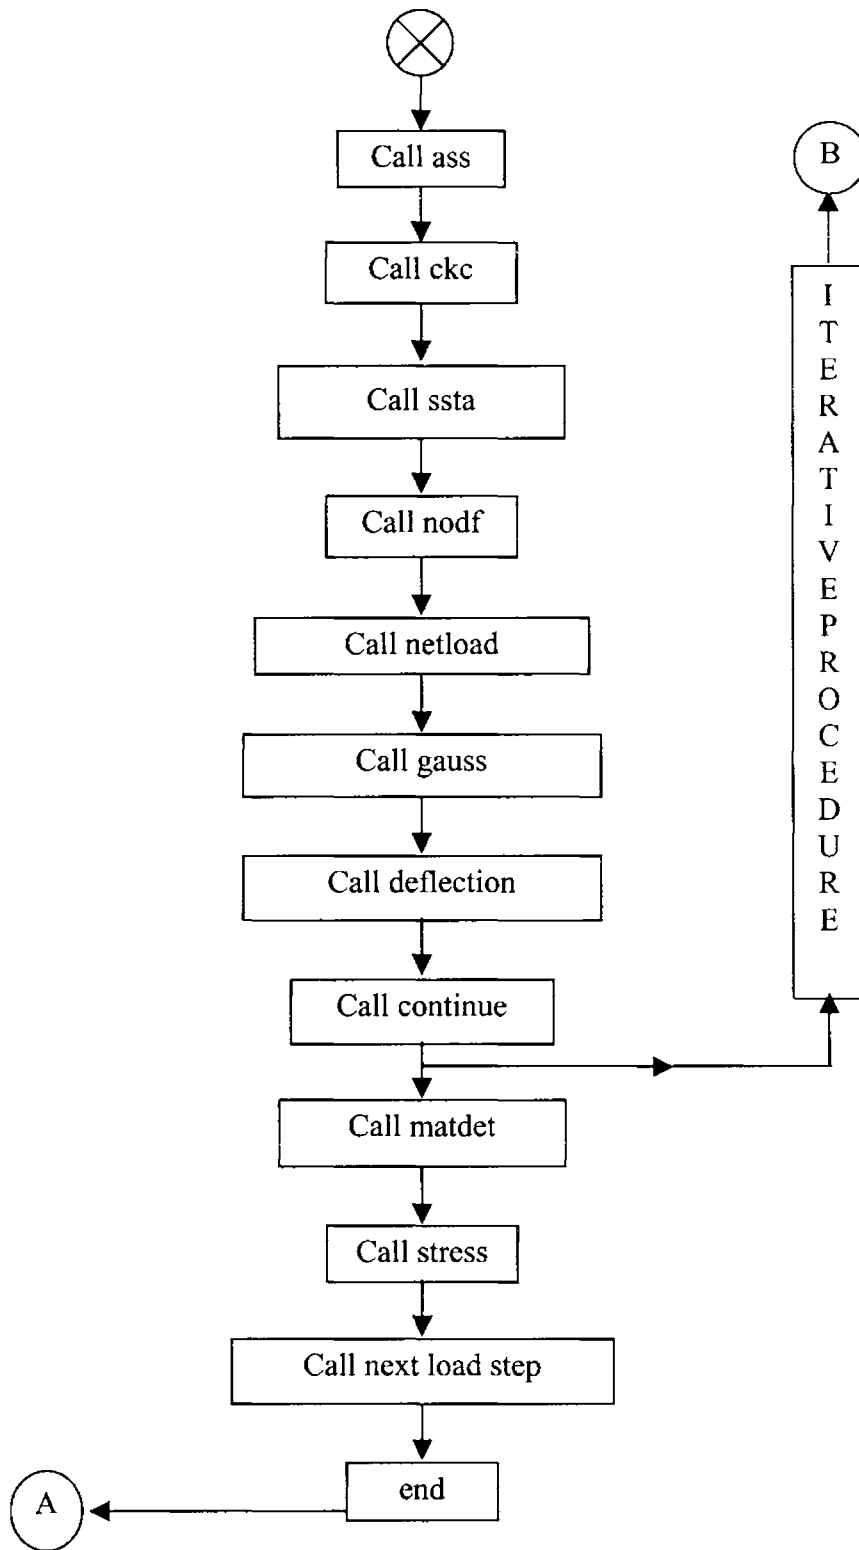 Call ass
B
Call ckc
Call ssta
Call nodf
Call netload
Call gauss
Call deflection
Call continue
Call matdet
Call stress
Call next load step
end
A
I
T
E
R
A
T
I
V
E
P
R
O
C
E
D
U
R
E